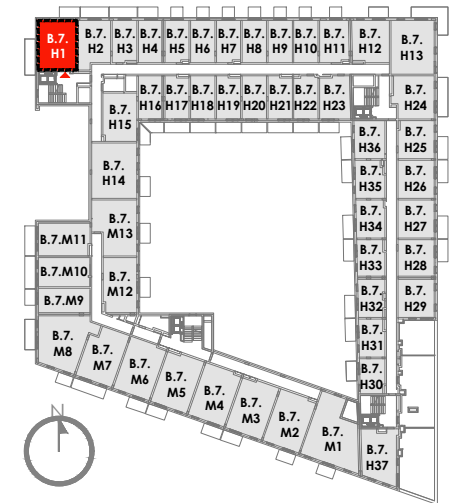 B.7.
H1
B.7.
H2
B.7.
H3
B.7.
H4
B.7.
H5
B.7.
H6
B.7.
H7
B.7.
H8
B.7.
H9
B.7.
H10
B.7.
H11
B.7.
H12
B.7.
H13
B.7.
H15
B.7.
H16
B.7.
H17
B.7.
H18
B.7.
H19
B.7.
H20
B.7.
H21
B.7.
H22
B.7.
H23
B.7.
H24
B.7.
H36
B.7.
H25
B.7.
H14
B.7.
H35
B.7.
H26
B.7.
M13
B.7.
H34
B.7.
H27
B.7.M11
B.7.
H33
B.7.
H28
B.7.M10
B.7.
M12
B.7.
H32
B.7.
H29
B.7.M9
B.7.
H31
B.7.
M8
B.7.
M7
B.7.
M6
B.7.
M5
B.7.
M4
B.7.
M3
B.7.
M2
B.7.
M1
B.7.
H30
B.7.
H37
N